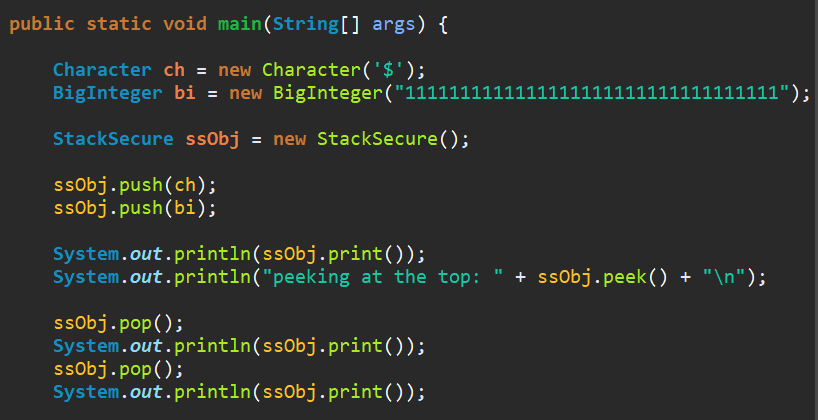 public static void main(String[] args) {
Character ch = new Character('$');
BigInteger bi = new BigInteger("1111111111111111111111111111111111");
StackSecure ssObj = new StackSecure();
ssObj.push(ch);
ssObj.push(bi);
System.out.println(ssObj.print());
System.out.println("peeking at the top: " + ssObj.peek() + "\n");
ssObj.pop();
System.out.println(ssObj.print());
ssObj.pop();
System.out.println(ssObj.print());